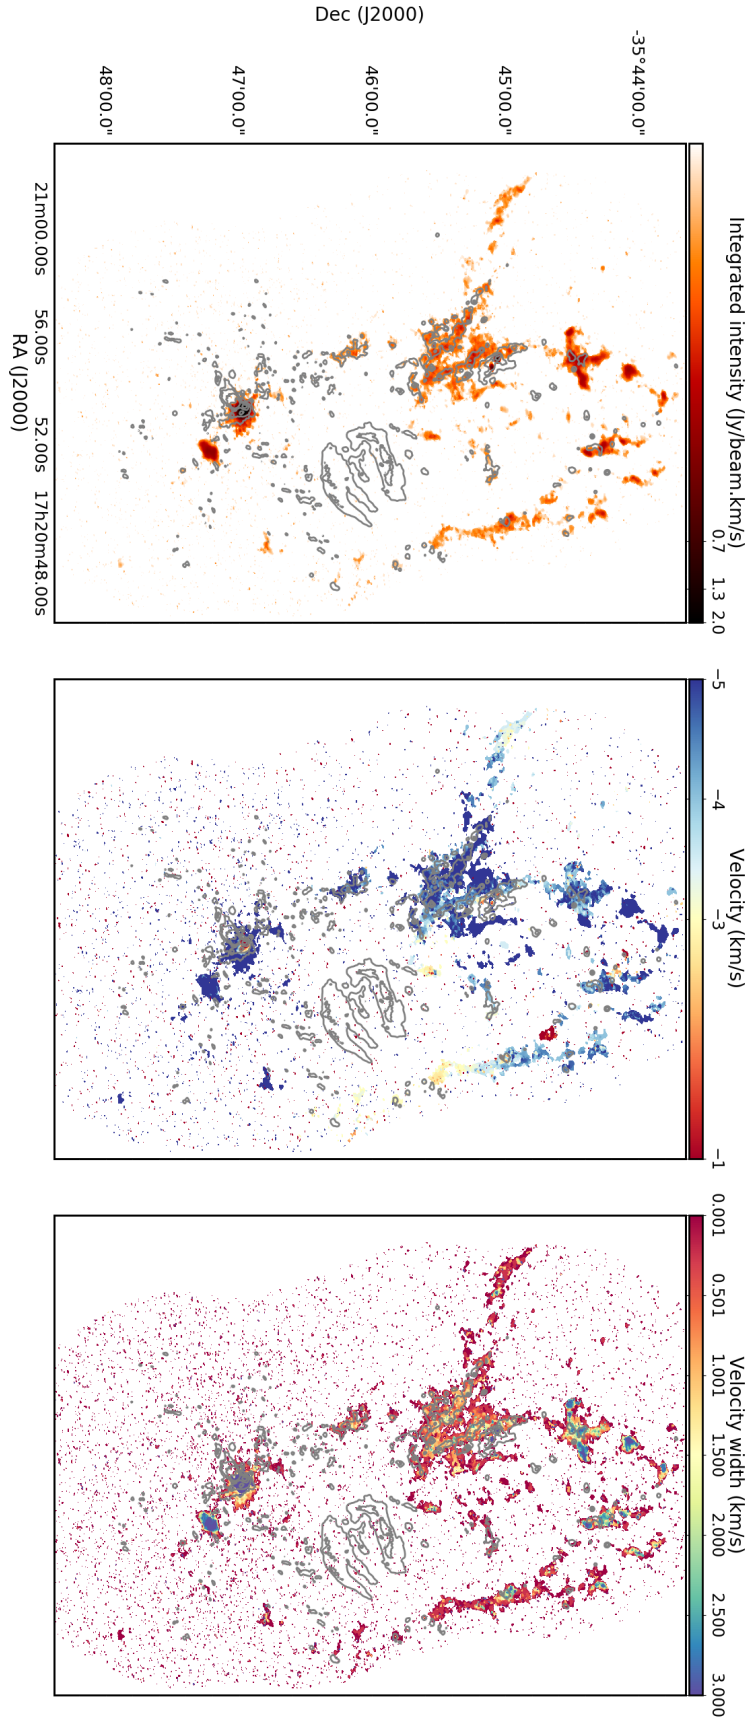 Dec (J2000)
-35°44'00.0"
45'00.0"
46'00.0"
47'00.0"
48'00.0"
21m00.00s
56.00s
52.00s
17h20m48.00s
RA (J2000)
Integrated intensity (Jy/beam.km/s)
0.7
1.3
2.0
Velocity (km/s)
−5
−4
−3
−1
Velocity width (km/s)
0.001
0.501
1.001
1.500
2.000
2.500
3.000